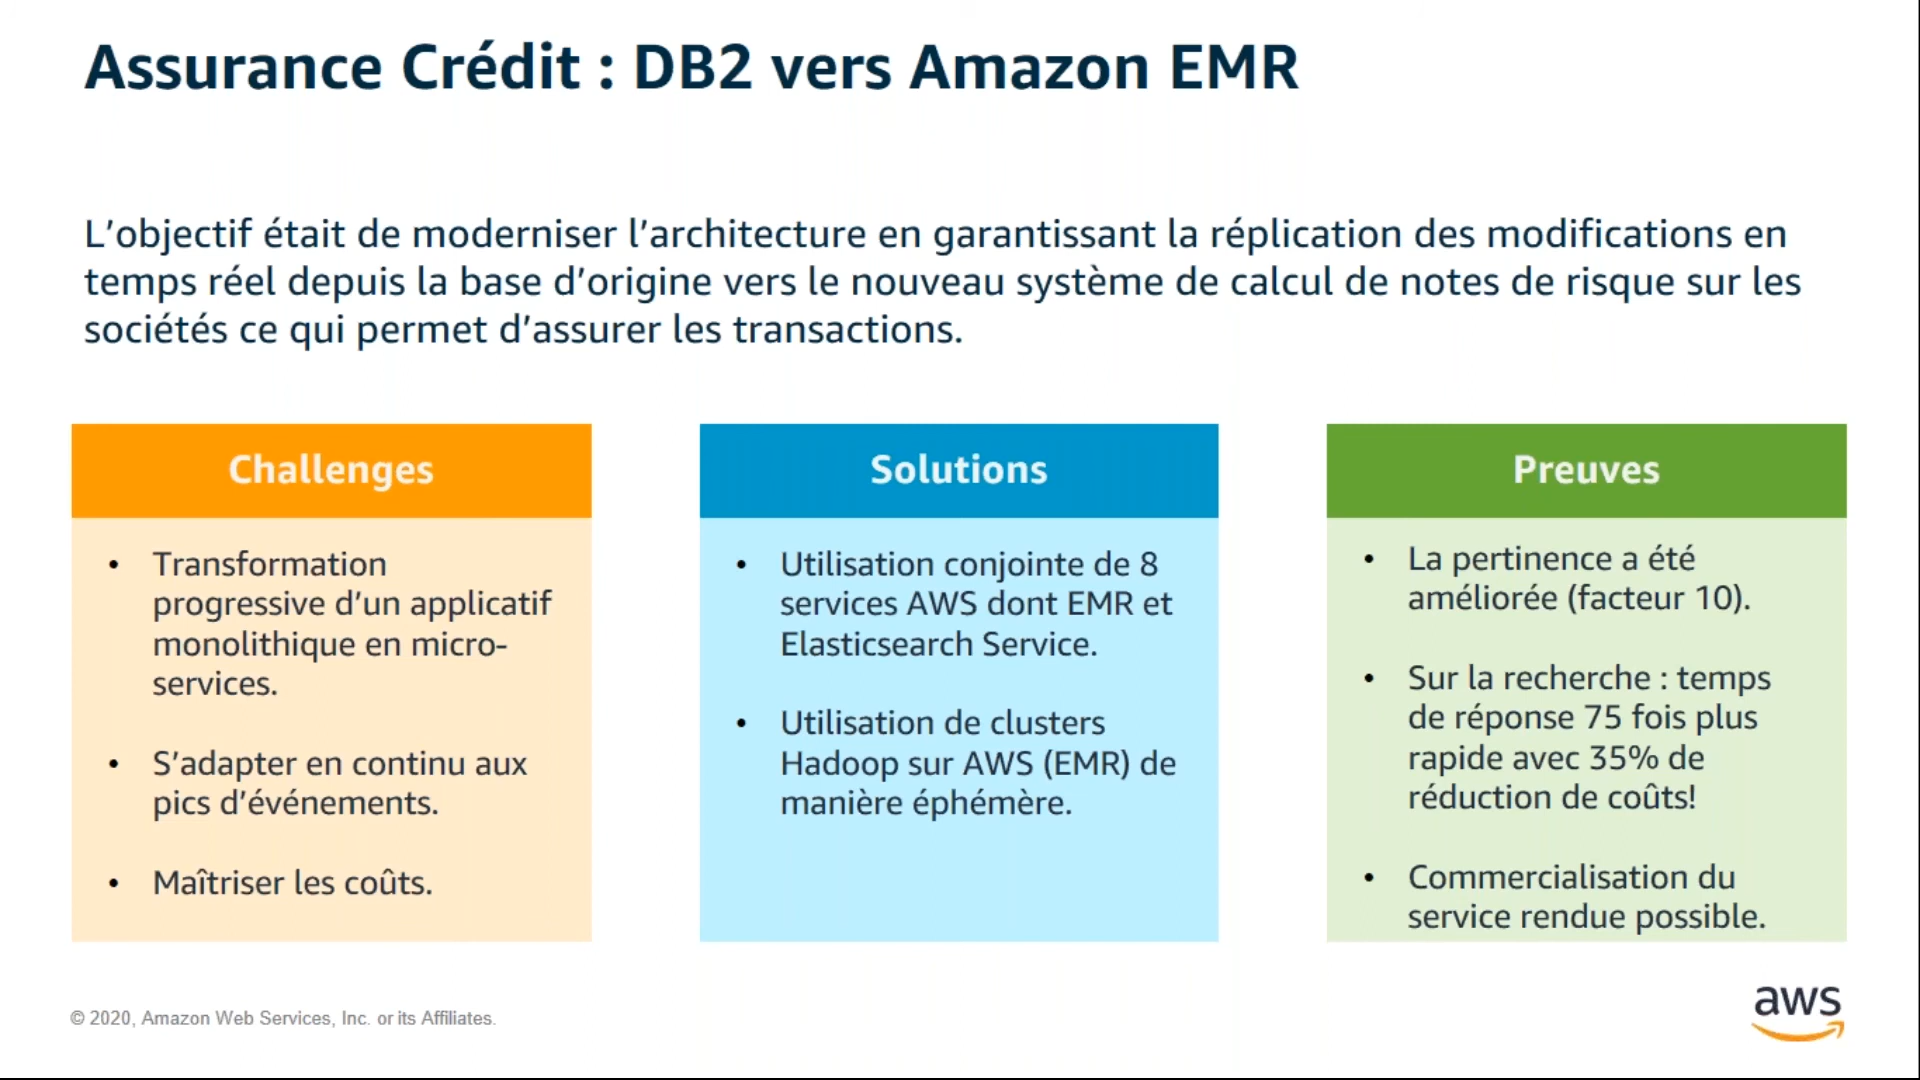 Assurance Crédit : DB2 vers Amazon EMR
L’objectif était de moderniser l’architecture en garantissant la réplication des modifications en
temps réel depuis la base d’origine vers le nouveau système de calcul de notes de risque sur les
sociétés ce qui permet d’assurer les transactions.
Challenges
• Transformation
progressive d’un applicatif
monolithique en micro-
services.
• S’adapter en continu aux
pics d’événements.
• Maîtriser les coûts.
Solutions
• Utilisation conjointe de 8
services AWS dont EMR et
Elasticsearch Service.
• Utilisation de clusters
Hadoop sur AWS (EMR) de
manière éphémère.
Preuves
• La pertinence a été
améliorée (facteur 10).
• Sur la recherche : temps
de réponse 75 fois plus
rapide avec 35% de
réduction de coûts!
• Commercialisation du
service rendue possible.
© 2020, Amazon Web Services, Inc. or its Affiliates.
aws